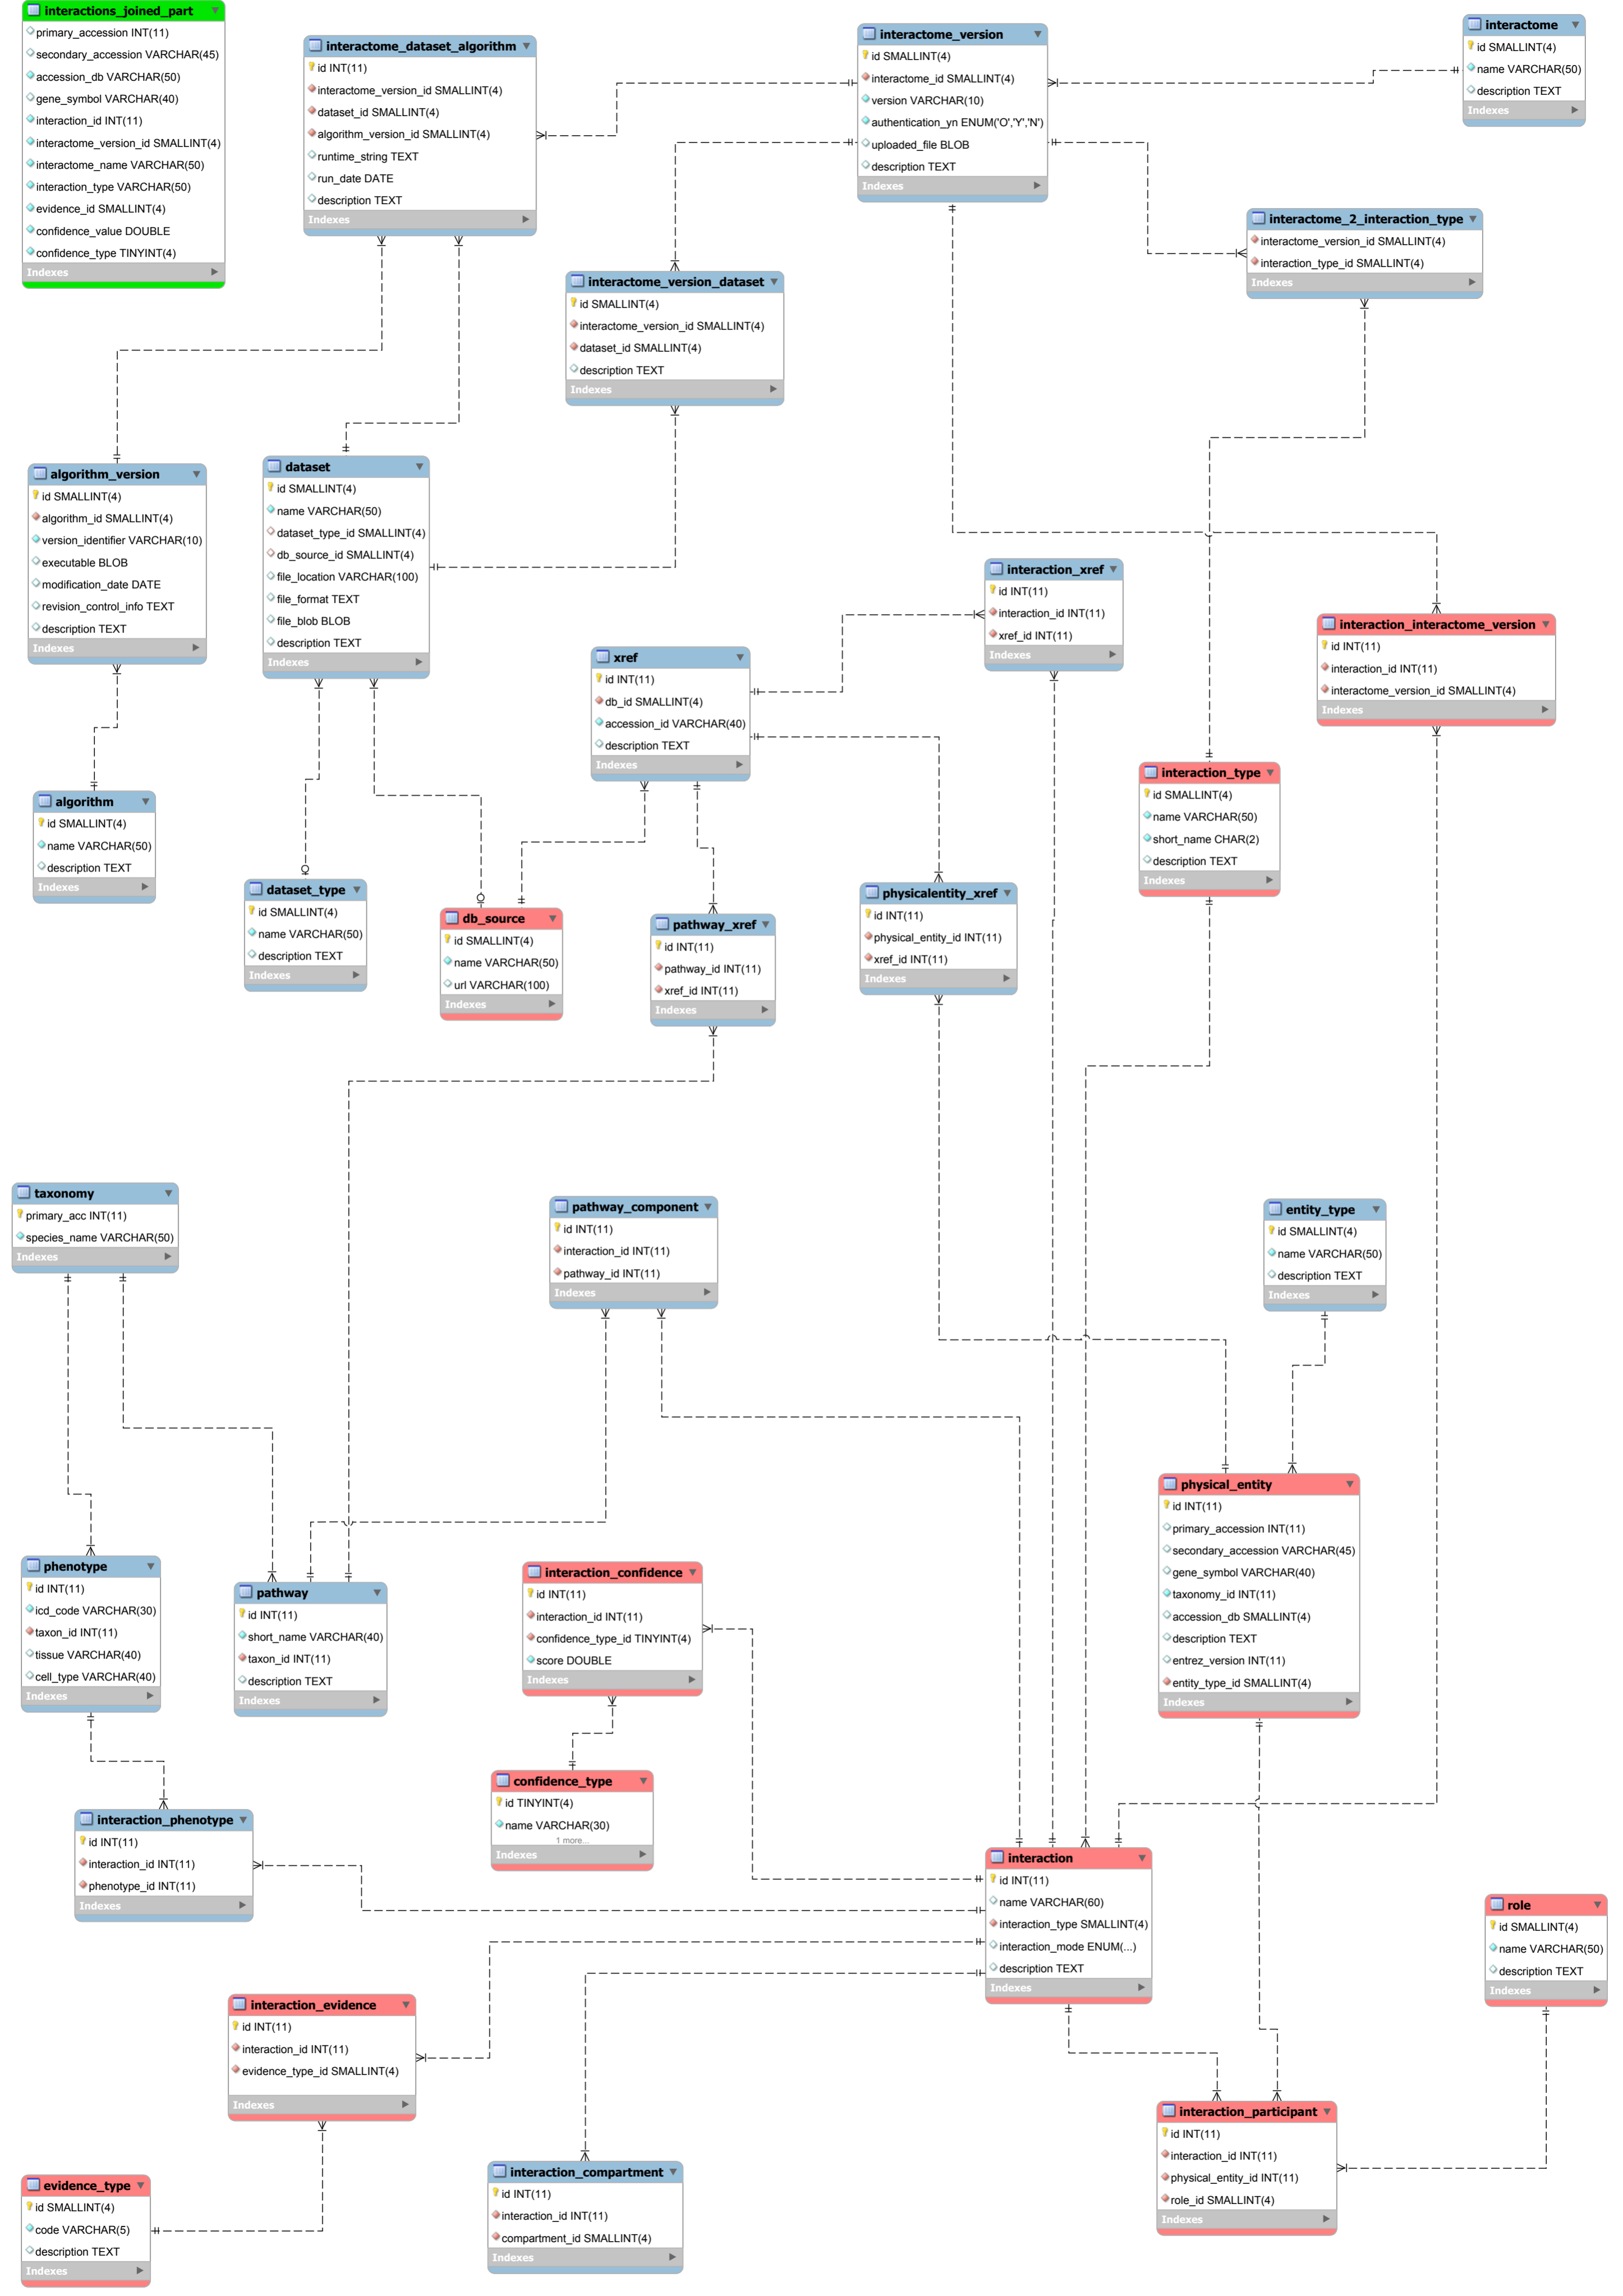 interactions_joined_part
primary_accession INT(11)
secondary_accession VARCHAR(45)
accession_db VARCHAR(50)
gene_symbol VARCHAR(40)
interaction_id INT(11)
interactome_version_id SMALLINT(4)
interactome_name VARCHAR(50)
interaction_type VARCHAR(50)
evidence_id SMALLINT(4)
confidence_value DOUBLE
confidence_type TINYINT(4)
Indexes
interactome_dataset_algorithm
id INT(11)
interactome_version_id SMALLINT(4)
dataset_id SMALLINT(4)
algorithm_version_id SMALLINT(4)
runtime_string TEXT
run_date DATE
description TEXT
Indexes
interactome_version
id SMALLINT(4)
interactome_id SMALLINT(4)
version VARCHAR(10)
authentication_yn ENUM('O','Y','N')
uploaded_file BLOB
description TEXT
Indexes
interactome
id SMALLINT(4)
name VARCHAR(50)
description TEXT
Indexes
interactome_2_interaction_type
interactome_version_id SMALLINT(4)
interaction_type_id SMALLINT(4)
Indexes
interactome_version_dataset
id SMALLINT(4)
interactome_version_id SMALLINT(4)
dataset_id SMALLINT(4)
description TEXT
Indexes
algorithm_version
id SMALLINT(4)
algorithm_id SMALLINT(4)
version_identifier VARCHAR(10)
executable BLOB
modification_date DATE
revision_control_info TEXT
description TEXT
Indexes
dataset
id SMALLINT(4)
name VARCHAR(50)
dataset_type_id SMALLINT(4)
db_source_id SMALLINT(4)
file_location VARCHAR(100)
file_format TEXT
file_blob BLOB
description TEXT
Indexes
interaction_xref
id INT(11)
interaction_id INT(11)
xref_id INT(11)
Indexes
interaction_interactome_version
id INT(11)
interaction_id INT(11)
interactome_version_id SMALLINT(4)
Indexes
xref
id INT(11)
db_id SMALLINT(4)
accession_id VARCHAR(40)
description TEXT
Indexes
interaction_type
id SMALLINT(4)
name VARCHAR(50)
short_name CHAR(2)
description TEXT
Indexes
algorithm
id SMALLINT(4)
name VARCHAR(50)
description TEXT
Indexes
dataset_type
id SMALLINT(4)
name VARCHAR(50)
description TEXT
Indexes
db_source
id SMALLINT(4)
name VARCHAR(50)
url VARCHAR(100)
Indexes
pathway_xref
id INT(11)
pathway_id INT(11)
xref_id INT(11)
Indexes
physicalentity_xref
id INT(11)
physical_entity_id INT(11)
xref_id INT(11)
Indexes
taxonomy
primary_acc INT(11)
species_name VARCHAR(50)
Indexes
pathway_component
id INT(11)
interaction_id INT(11)
pathway_id INT(11)
Indexes
entity_type
id SMALLINT(4)
name VARCHAR(50)
description TEXT
Indexes
physical_entity
id INT(11)
primary_accession INT(11)
secondary_accession VARCHAR(45)
gene_symbol VARCHAR(40)
taxonomy_id INT(11)
accession_db SMALLINT(4)
description TEXT
entrez_version INT(11)
entity_type_id SMALLINT(4)
Indexes
phenotype
id INT(11)
icd_code VARCHAR(30)
taxon_id INT(11)
tissue VARCHAR(40)
cell_type VARCHAR(40)
Indexes
pathway
id INT(11)
short_name VARCHAR(40)
taxon_id INT(11)
description TEXT
Indexes
interaction_confidence
id INT(11)
interaction_id INT(11)
confidence_type_id TINYINT(4)
score DOUBLE
Indexes
confidence_type
id TINYINT(4)
name VARCHAR(30)
1 more...
Indexes
interaction_phenotype
id INT(11)
interaction_id INT(11)
phenotype_id INT(11)
Indexes
interaction
id INT(11)
name VARCHAR(60)
interaction_type SMALLINT(4)
interaction_mode ENUM(...)
description TEXT
Indexes
role
id SMALLINT(4)
name VARCHAR(50)
description TEXT
Indexes
interaction_evidence
id INT(11)
interaction_id INT(11)
evidence_type_id SMALLINT(4)
Indexes
interaction_participant
id INT(11)
interaction_id INT(11)
physical_entity_id INT(11)
role_id SMALLINT(4)
Indexes
evidence_type
id SMALLINT(4)
code VARCHAR(5)
description TEXT
Indexes
interaction_compartment
id INT(11)
interaction_id INT(11)
compartment_id SMALLINT(4)
Indexes